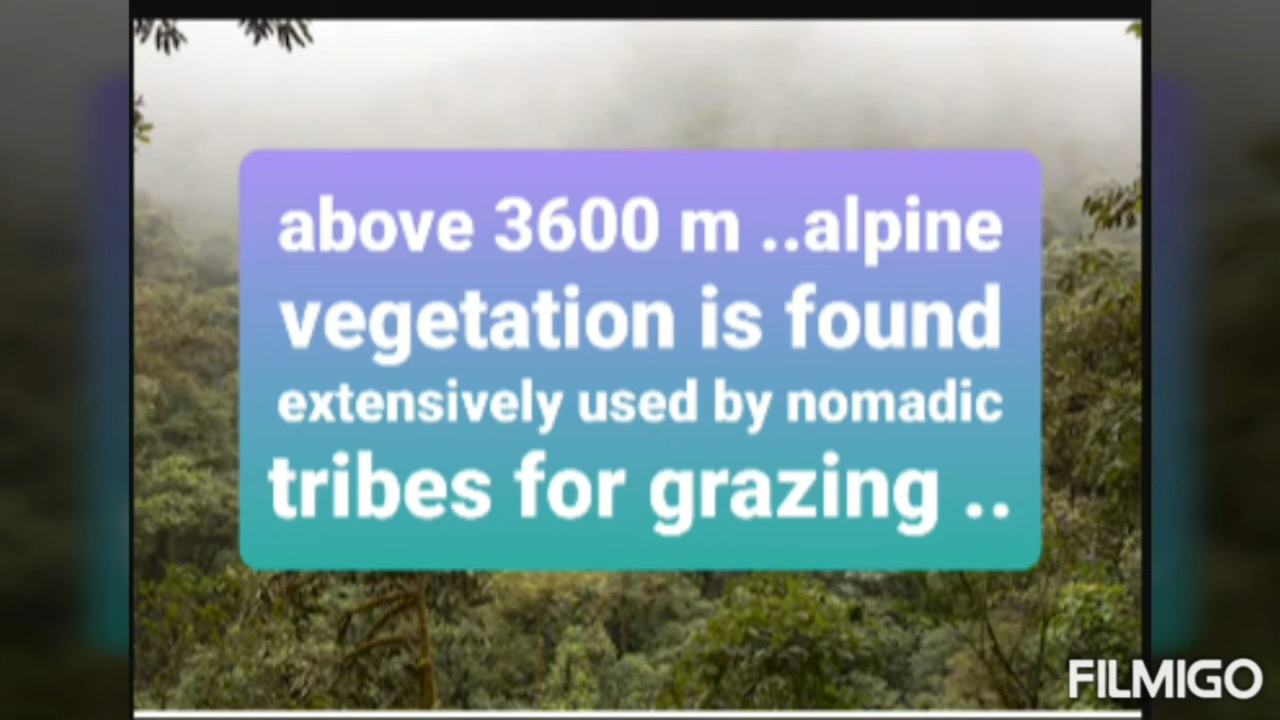 above 3600 m ..alpine
vegetation is found
extensively used by nomadic
tribes for grazing ..
FILMIGO